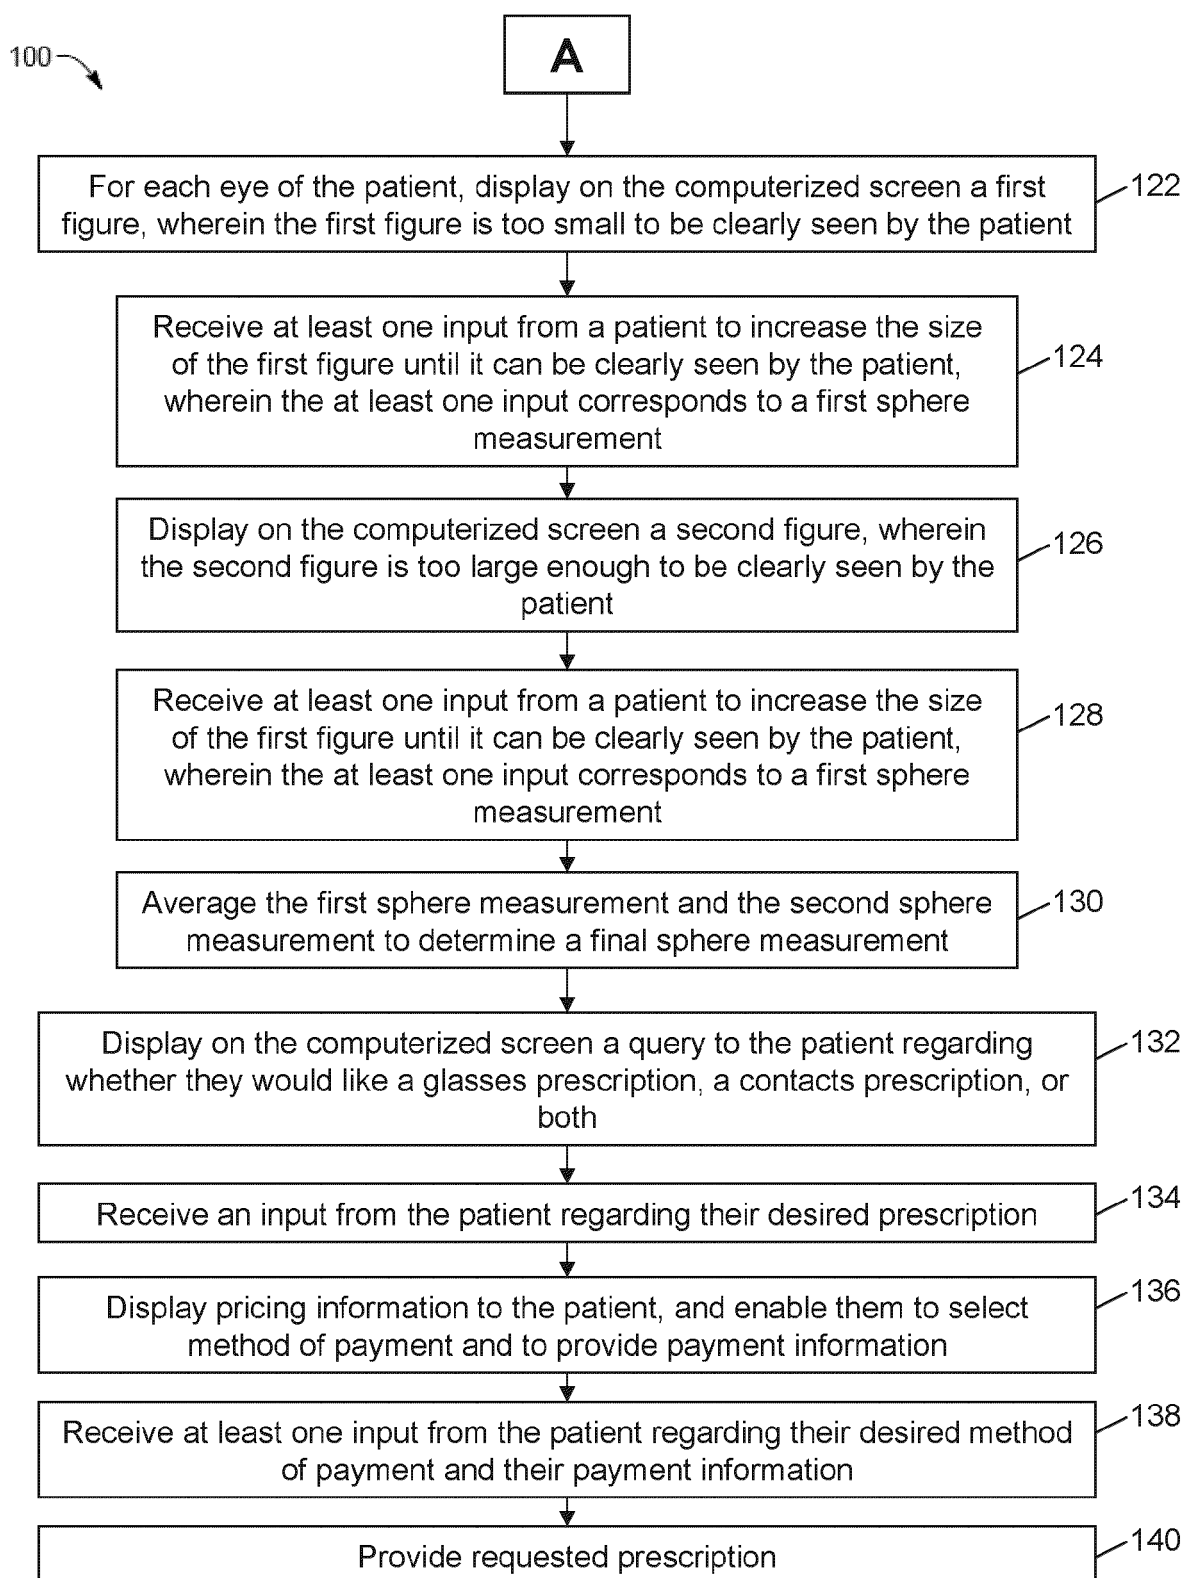 100
A
For each eye of the patient, display on the computerized screen a first
figure, wherein the first figure is too small to be clearly seen by the patient
122
Receive at least one input from a patient to increase the size
of the first figure until it can be clearly seen by the patient,
wherein the at least one input corresponds to a first sphere
measurement
124
Display on the computerized screen a second figure, wherein
the second figure is too large enough to be clearly seen by the
patient
126
Receive at least one input from a patient to increase the size
of the first figure until it can be clearly seen by the patient,
wherein the at least one input corresponds to a first sphere
measurement
128
Average the first sphere measurement and the second sphere
measurement to determine a final sphere measurement
130
Display on the computerized screen a query to the patient regarding
whether they would like a glasses prescription, a contacts prescription, or
both
132
Receive an input from the patient regarding their desired prescription
134
Display pricing information to the patient, and enable them to select
method of payment and to provide payment information
136
Receive at least one input from the patient regarding their desired method
of payment and their payment information
138
Provide requested prescription
140